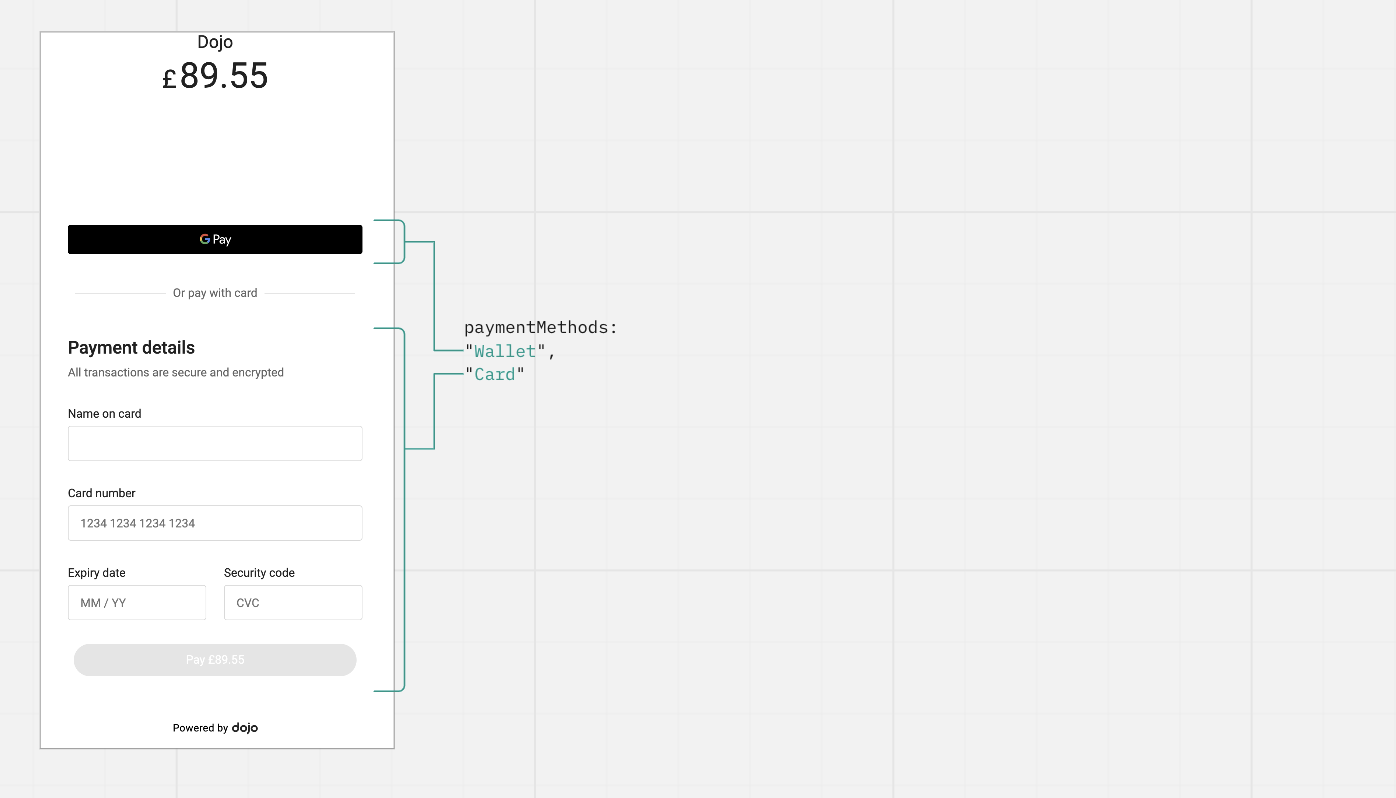 Dojo
£89.55
G Pay
Or pay with card
Payment details
All transactions are secure and encrypted
Name on card
Card number
1234 1234 1234 1234
Expiry date Security code
MM / YY CVC
Pay £89.55
Powered by dojo
paymentMethods:
"Wallet",
"Card"